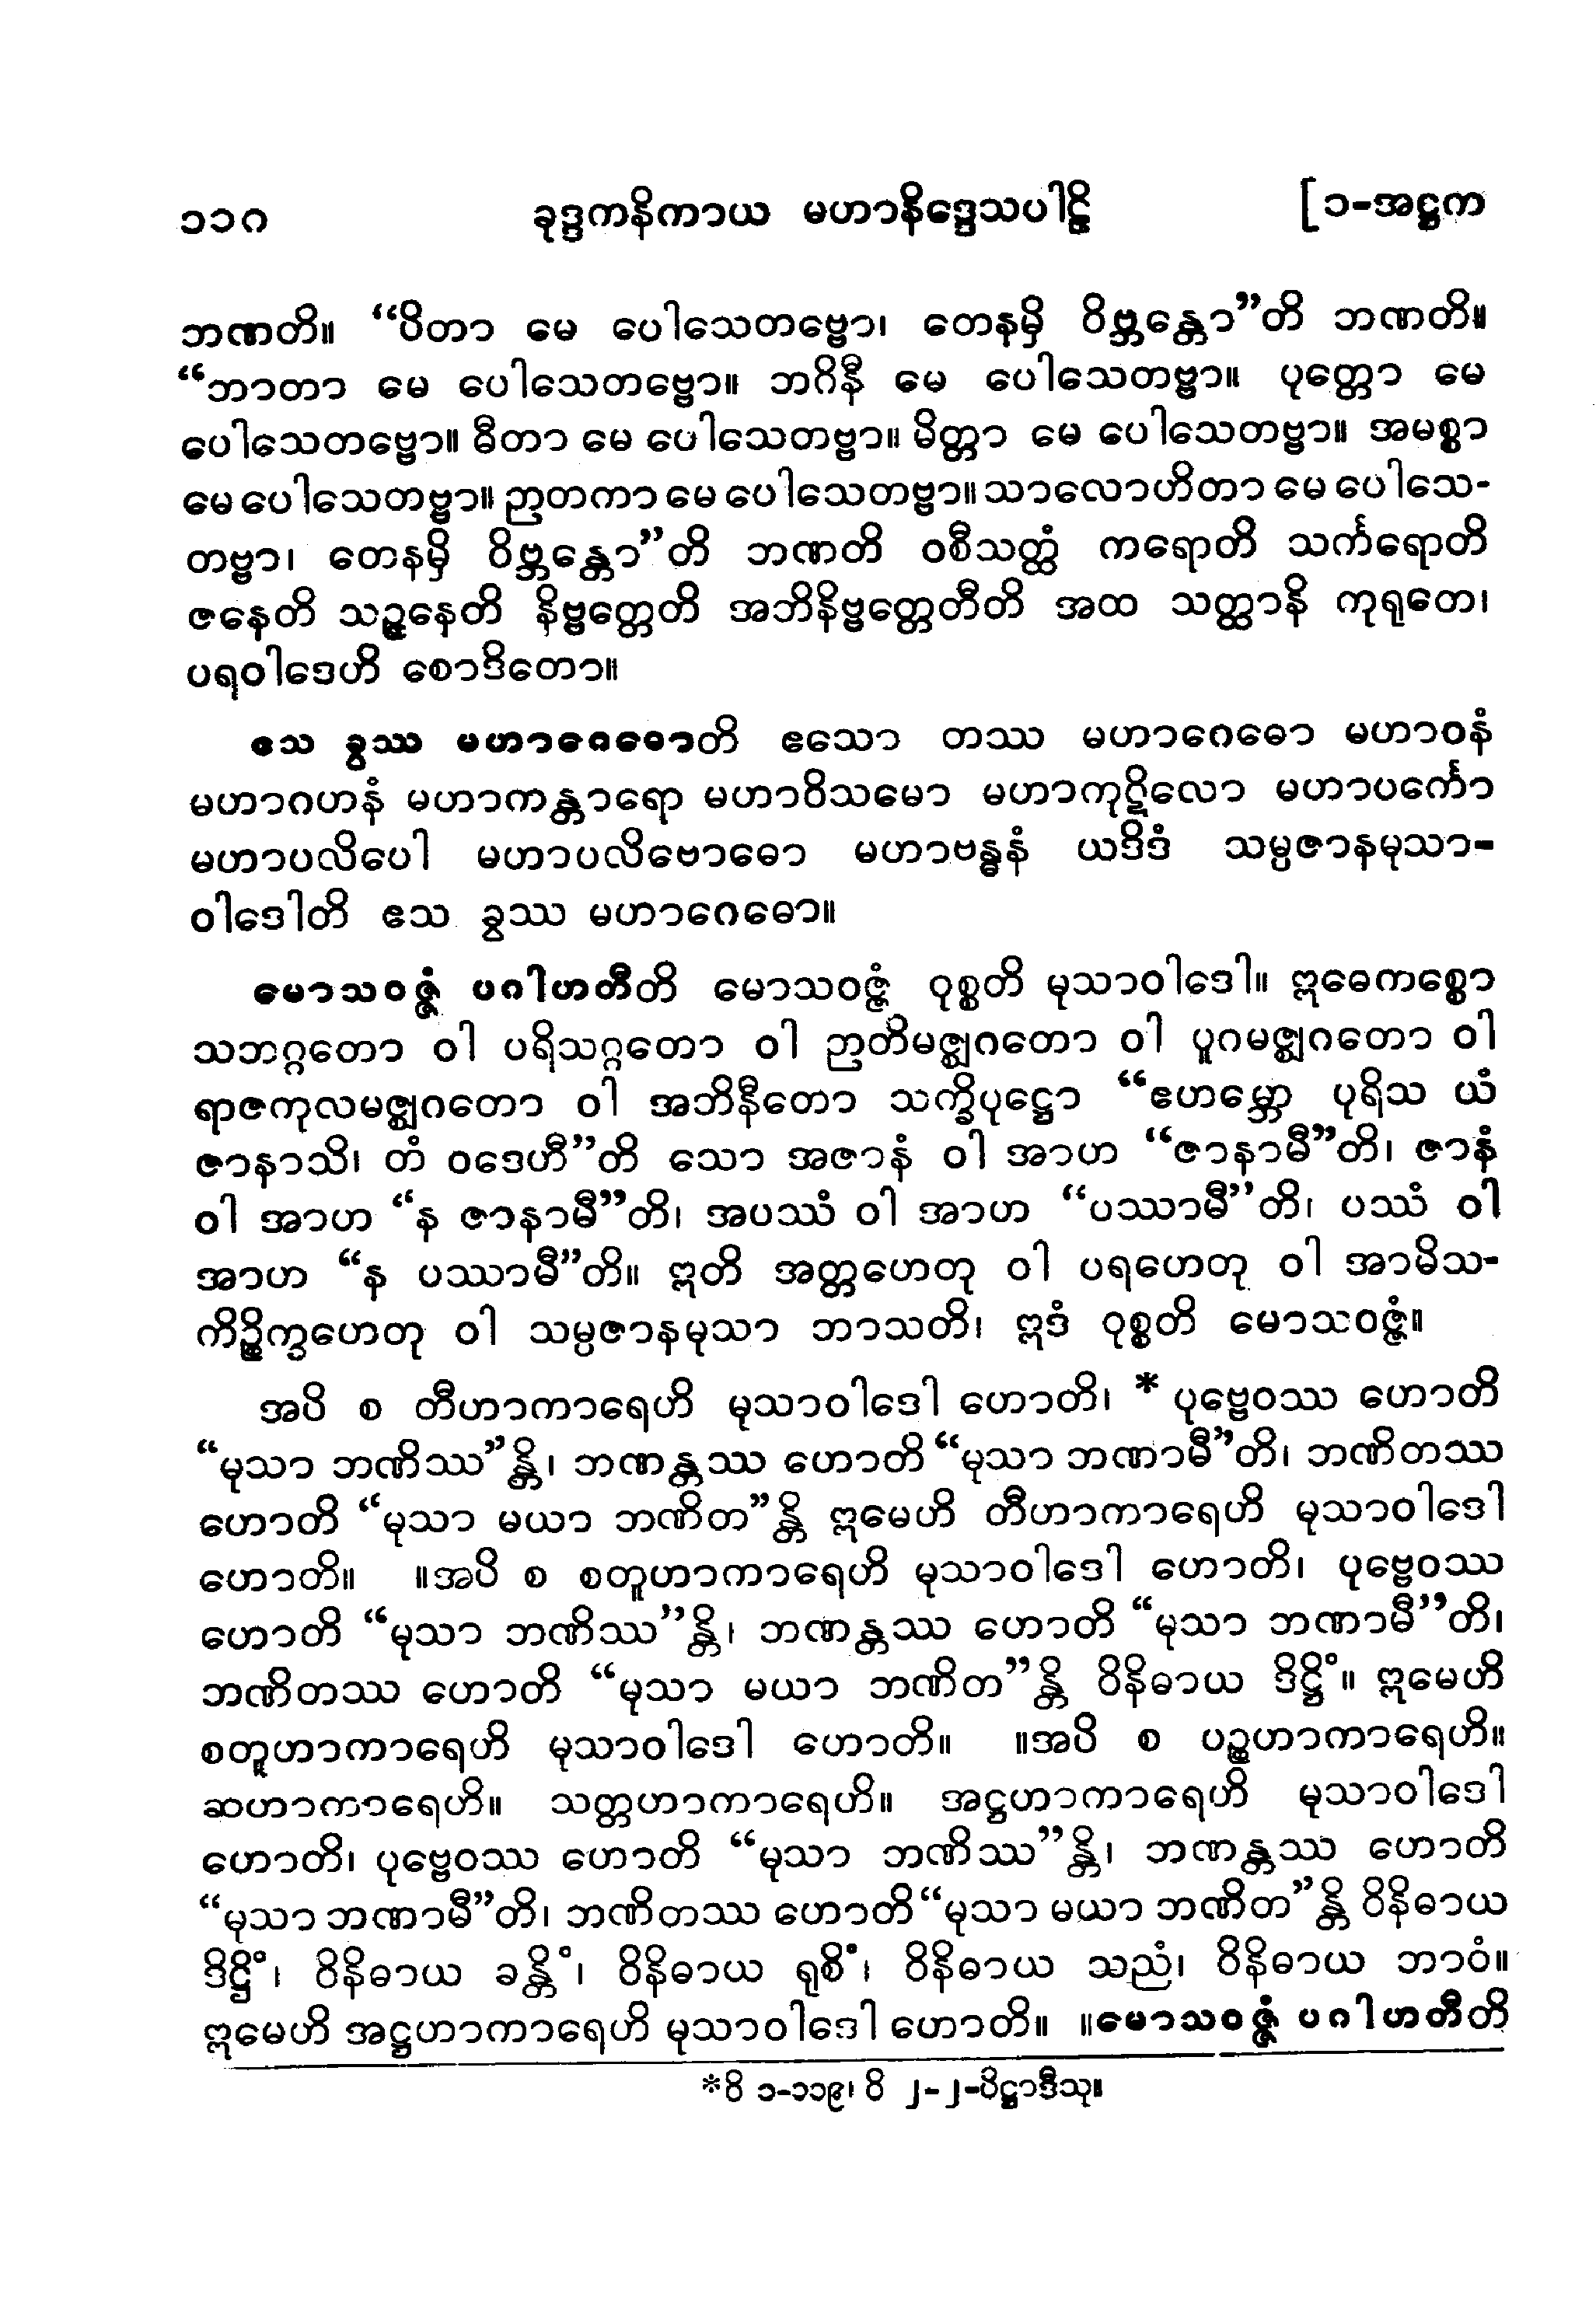 ၁၁ဂ ခုဒ္ဒကနိကာယ မဟာနိဒ္ဒေသပါဠိ [၁-အဋ္ဌက
ဘဏတိ။ “ပိတာ မေ ပေါသေတဗ္ဗော၊ တေနမှိ ဝိဗ္ဘန္တော”တိ ဘဏတိ။
“ဘာတာ မေ ပေါသေတဗ္ဗော။ ဘဂိနီ မေ ပေါသေတဗ္ဗာ။ ပုတ္တော မေ
ပေါသေတဗ္ဗော။ ဓီတာ မေ ပေါသေတဗ္ဗာ။ မိတ္တာ မေ ပေါသေတဗ္ဗာ။ အမစ္စာ
မေ ပေါသေတဗ္ဗာ။ ဉာတကာ မေ ပေါသေတဗ္ဗာ။ သာလောဟိတာ မေ ပေါသေ-
တဗ္ဗာ၊ တေနမှိ ဝိဗ္ဘန္တော”တိ ဘဏတိ ဝစီသတ္ထံ ကရောတိ သင်္ကရောတိ
ဇနေတိ သဉ္ဇနေတိ နိဗ္ဗတ္တေတိ အဘိနိဗ္ဗတ္တေတီတိ အထ သတ္ထာနိ ကုရုတေ၊
ပရဝါဒေဟိ စောဒိတော။
ဧသ ခွဿ မဟာဂေဓောတိ ဧသော တဿ မဟာဂေဓော မဟာဝနံ
မဟာဂဟနံ မဟာကန္တာရော မဟာဝိသမော မဟာကုဋိလော မဟာပင်္ကော
မဟာပလိပေါ မဟာပလိဗောဓော မဟာဗန္ဓနံ ယဒိဒံ သမ္ပဇာနမုသာ-
ဝါဒေါတိ ဧသ ခွဿ မဟာဂေဓော။
မောသဝဇ္ဇံ ပဂါဟတီတိ မောသဝဇ္ဇံ ဝုစ္စတိ မုသာဝါဒေါ။ ဣဓေကစ္စော
သဘဂ္ဂတော ဝါ ပရိသဂ္ဂတော ဝါ ဉာတိမဇ္ဈဂတော ဝါ ပူဂမဇ္ဈဂတော ဝါ
ရာဇကုလမဇ္ဈဂတော ဝါ အဘိနီတော သက္ခိပုဋ္ဌော “ဧဟမ္ဘော ပုရိသ ယံ
ဇာနာသိ၊ တံ ဝဒေဟီ”တိ သော အဇာနံ ဝါ အာဟ “ဇာနာမီ”တိ၊ ဇာနံ
ဝါ အာဟ “န ဇာနာမီ”တိ၊ အပဿံ ဝါ အာဟ “ပဿာမီ”တိ၊ ပဿံ ဝါ
အာဟ “န ပဿာမီ”တိ။ ဣတိ အတ္တဟေတု ဝါ ပရဟေတု ဝါ အာမိသ-
ကိဉ္စိက္ခဟေတု ဝါ သမ္ပဇာနမုသာ ဘာသတိ၊ ဣဒံ ဝုစ္စတိ မောသဝဇ္ဇံ။
အပိ စ တီဟာကာရေဟိ မုသာဝါဒေါ ဟောတိ၊ * ပုဗ္ဗေဝဿ ဟောတိ
“မုသာ ဘဏိဿ”န္တိ၊ ဘဏန္တဿ ဟောတိ “မုသာ ဘဏာမီ”တိ၊ ဘဏိတဿ
ဟောတိ “မုသာ မယာ ဘဏိတ”န္တိ ဣမေဟိ တီဟာကာရေဟိ မုသာဝါဒေါ
ဟောတိ။ ။အပိ စ စတူဟာကာရေဟိ မုသာဝါဒေါ ဟောတိ၊ ပုဗ္ဗေဝဿ
ဟောတိ “မုသာ ဘဏိဿ”န္တိ၊ ဘဏန္တဿ ဟောတိ “မုသာ ဘဏာမီ”တိ၊
ဘဏိတဿ ဟောတိ “မုသာ မယာ ဘဏိတ”န္တိ ဝိနိဓာယ ဒိဋ္ဌိံ။ ဣမေဟိ
စတူဟာကာရေဟိ မုသာဝါဒေါ ဟောတိ။ ။အပိ စ ပဉ္စဟာကာရေဟိ။
ဆဟာကာရေဟိ။ သတ္တဟာကာရေဟိ။ အဋ္ဌဟာကာရေဟိ မုသာဝါဒေါ
ဟောတိ၊ ပုဗ္ဗေဝဿ ဟောတိ “မုသာ ဘဏိဿ”န္တိ၊ ဘဏန္တဿ ဟောတိ
“မုသာ ဘဏာမီ”တိ၊ ဘဏိတဿ ဟောတိ “မုသာ မယာ ဘဏိတ”န္တိ ဝိနိဓာယ
ဒိဋ္ဌိံ၊ ဝိနိဓာယ ခန္တိံ၊ ဝိနိဓာယ ရုစိံ၊ ဝိနိဓာယ သညံ၊ ဝိနိဓာယ ဘာဝံ။
ဣမေဟိ အဋ္ဌဟာကာရေဟိ မုသာဝါဒေါ ဟောတိ။ ။မောသဝဇ္ဇံ ပဂါဟတီတိ
*ဝိ ၁-၁၁၉၊ ဝိ ၂-၂-ပိဋ္ဌာဒီသု။